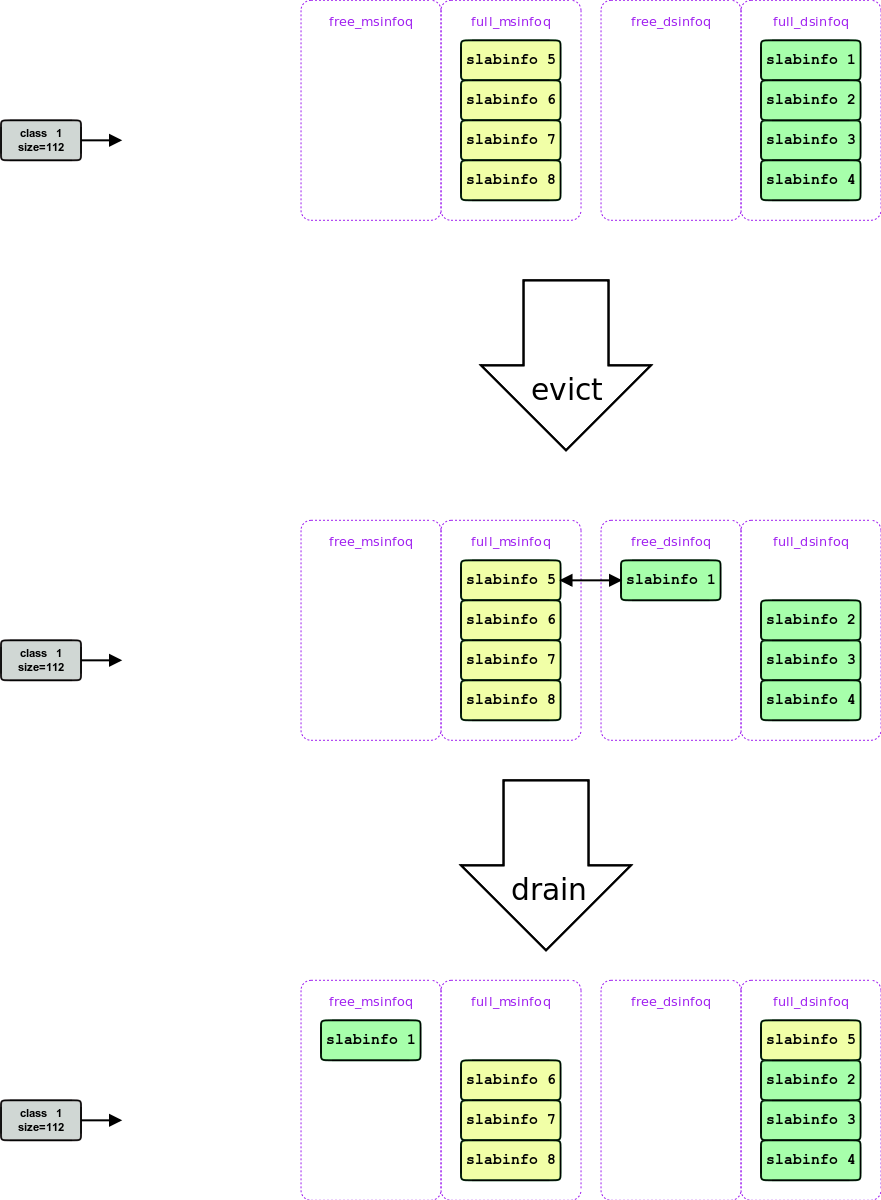 free_msinfoq full_msinfoq free_dsinfoq full_dsinfoq
slabinfo 5 slabinfo 1
slabinfo 6 slabinfo 2
class 1
size=112
slabinfo 7 slabinfo 3
slabinfo 8 slabinfo 4
evict
free_msinfoq full_msinfoq free_dsinfoq full_dsinfoq
slabinfo 5 slabinfo 1
slabinfo 6 slabinfo 2
class 1
size=112
slabinfo 7 slabinfo 3
slabinfo 8 slabinfo 4
drain
free_msinfoq full_msinfoq free_dsinfoq full_dsinfoq
slabinfo 1 slabinfo 5
slabinfo 6 slabinfo 2
class 1
size=112
slabinfo 7 slabinfo 3
slabinfo 8 slabinfo 4